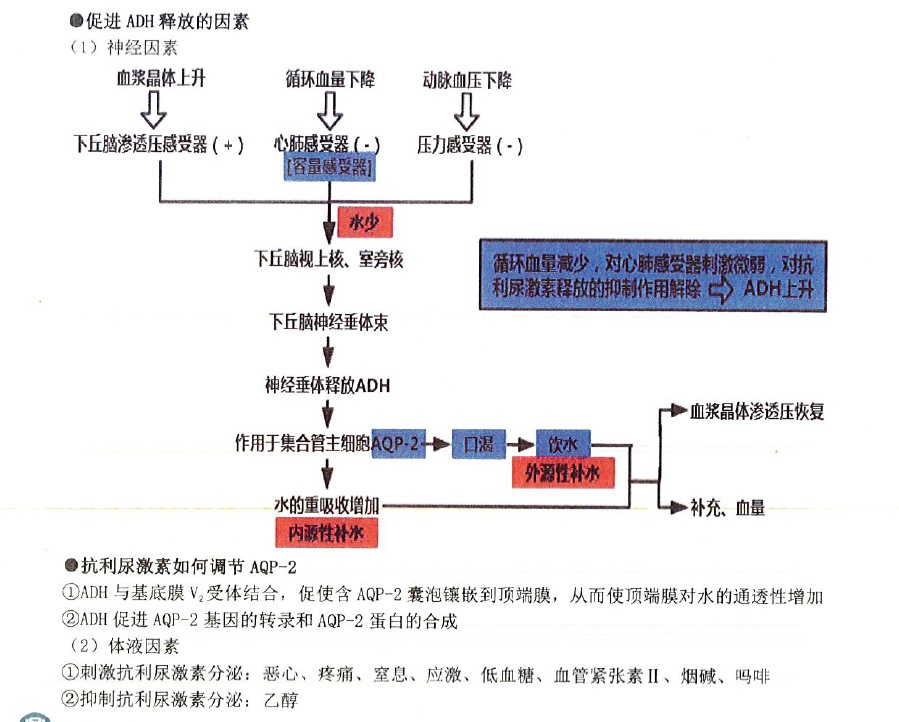 ●促进 ADH 释放的因素
（1）神经因素
血浆晶体上升
循环血量下降
动脉血压下降
下丘脑渗透压感受器(+)
心肺感受器(-)
压力感受器(-)
[容量感受器]
水少
下丘脑视上核、室旁核
循环血量减少，对心肺感受器刺激微弱，对抗
利尿激素释放的抑制作用解除 ⇨ ADH上升
下丘脑神经垂体束
神经垂体释放ADH
血浆晶体渗透压恢复
作用于集合管主细胞AQP-2
口渴
饮水
外源性补水
水的重吸收增加
补充、血量
内源性补水
●抗利尿激素如何调节 AQP-2
①ADH 与基底膜 V₂受体结合，促使含 AQP-2 囊泡镶嵌到顶端膜，从而使顶端膜对水的通透性增加
②ADH 促进 AQP-2 基因的转录和 AQP-2 蛋白的合成
（2）体液因素
①刺激抗利尿激素分泌：恶心、疼痛、窒息、应激、低血糖、血管紧张素Ⅱ、烟碱、吗啡
②抑制抗利尿激素分泌：乙醇